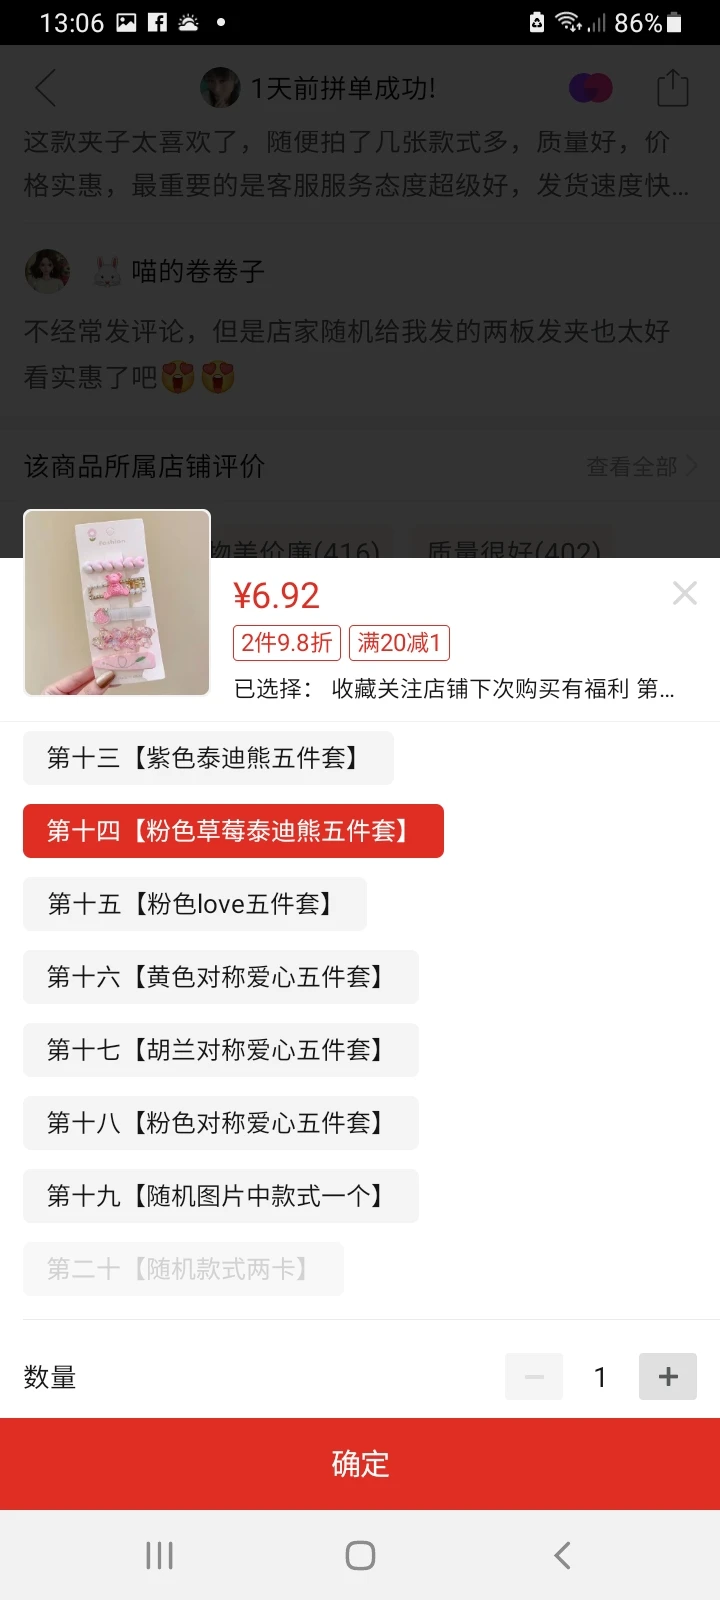 13:06
86%
1天前拼单成功!
这款夹子太喜欢了，随便拍了几张款式多，质量好，价
格实惠，最重要的是客服服务态度超级好，发货速度快...
喵的卷卷子
不经常发评论，但是店家随机给我发的两板发夹也太好
看实惠了吧😍😍
该商品所属店铺评价
查看全部
物美价廉(416)
质量很好(402)
¥6.92
2件9.8折
满20减1
已选择： 收藏关注店铺下次购买有福利 第...
第十三【紫色泰迪熊五件套】
第十四【粉色草莓泰迪熊五件套】
第十五【粉色love五件套】
第十六【黄色对称爱心五件套】
第十七【胡兰对称爱心五件套】
第十八【粉色对称爱心五件套】
第十九【随机图片中款式一个】
第二十【随机款式两卡】
数量
1
确定